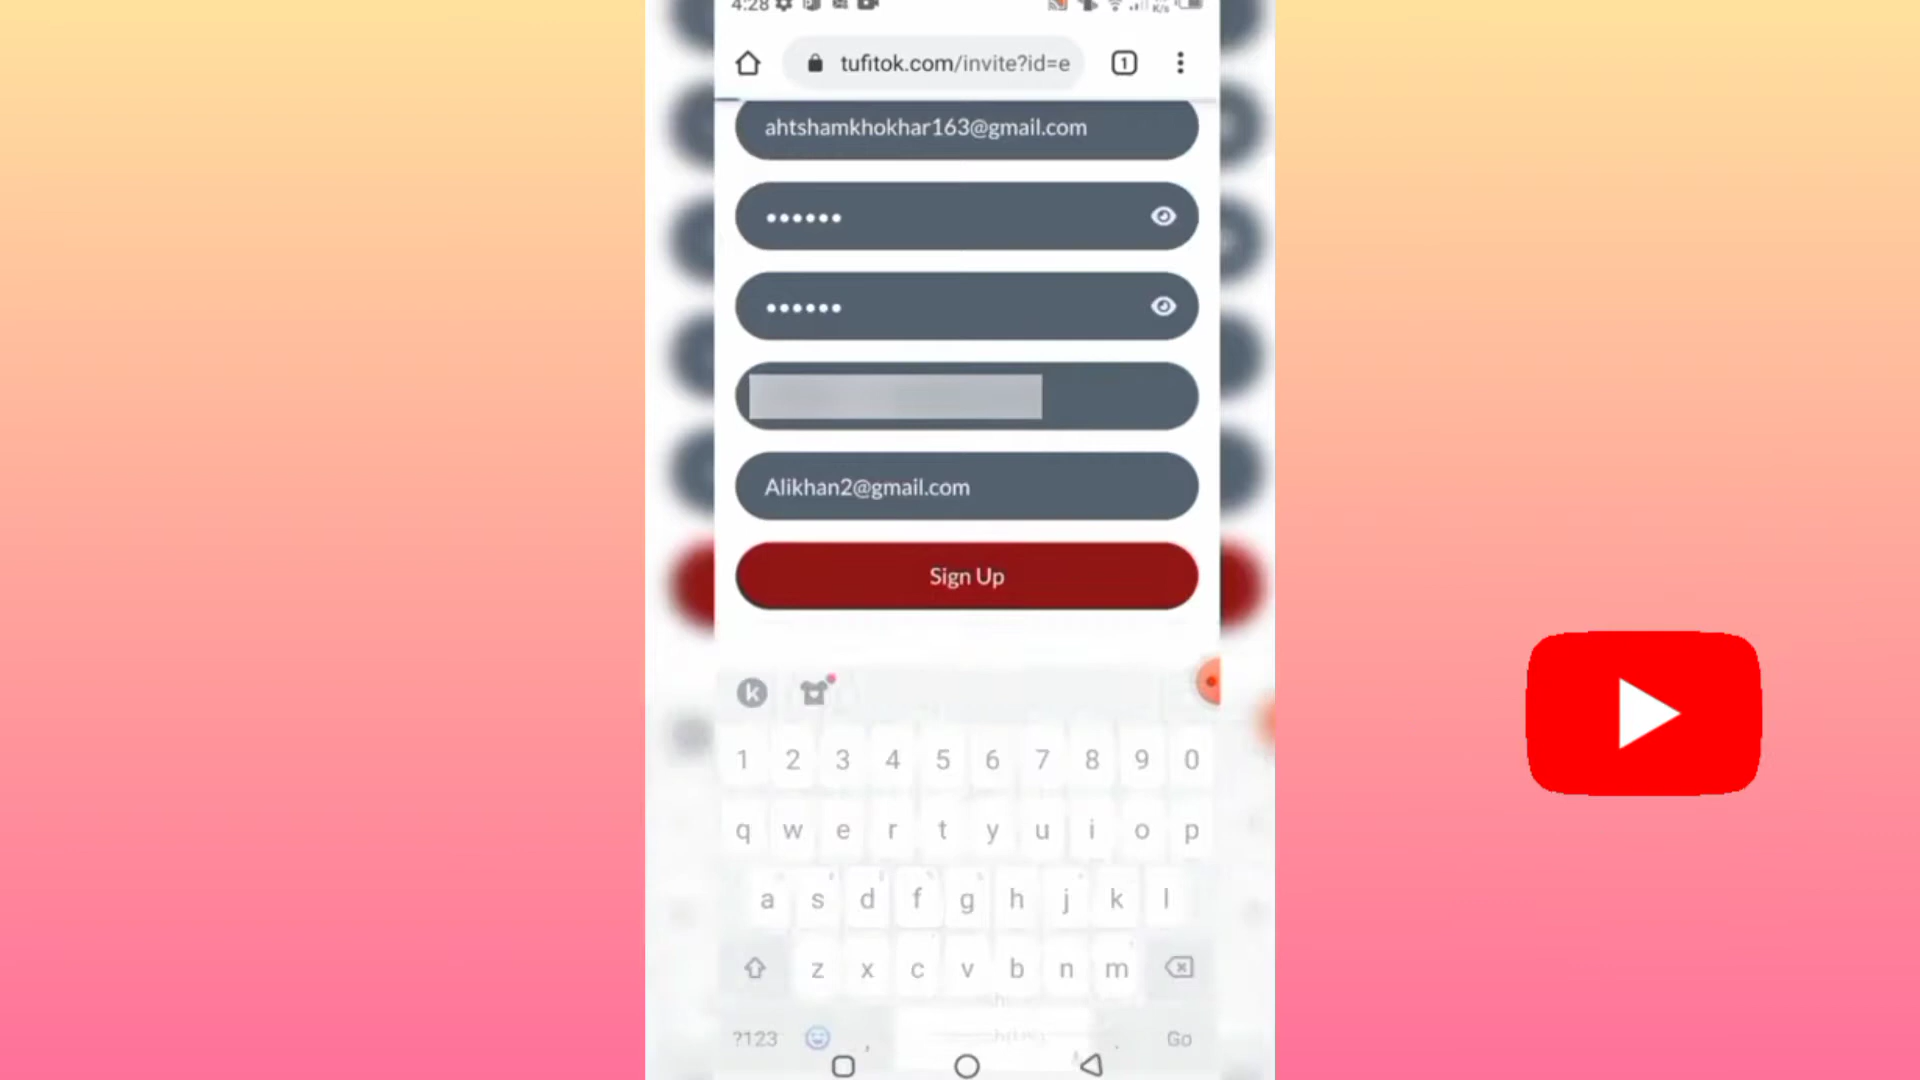 4:28
K/s
tufitok.com/invite?id=e
1
ahtshamkhokhar163@gmail.com
••••••
••••••
Alikhan2@gmail.com
Sign Up
k
1 2 3 4 5 6 7 8 9 0
q w e r t y u i o p
a s d f g h j k l
z x c v b n m
?123 , . Go